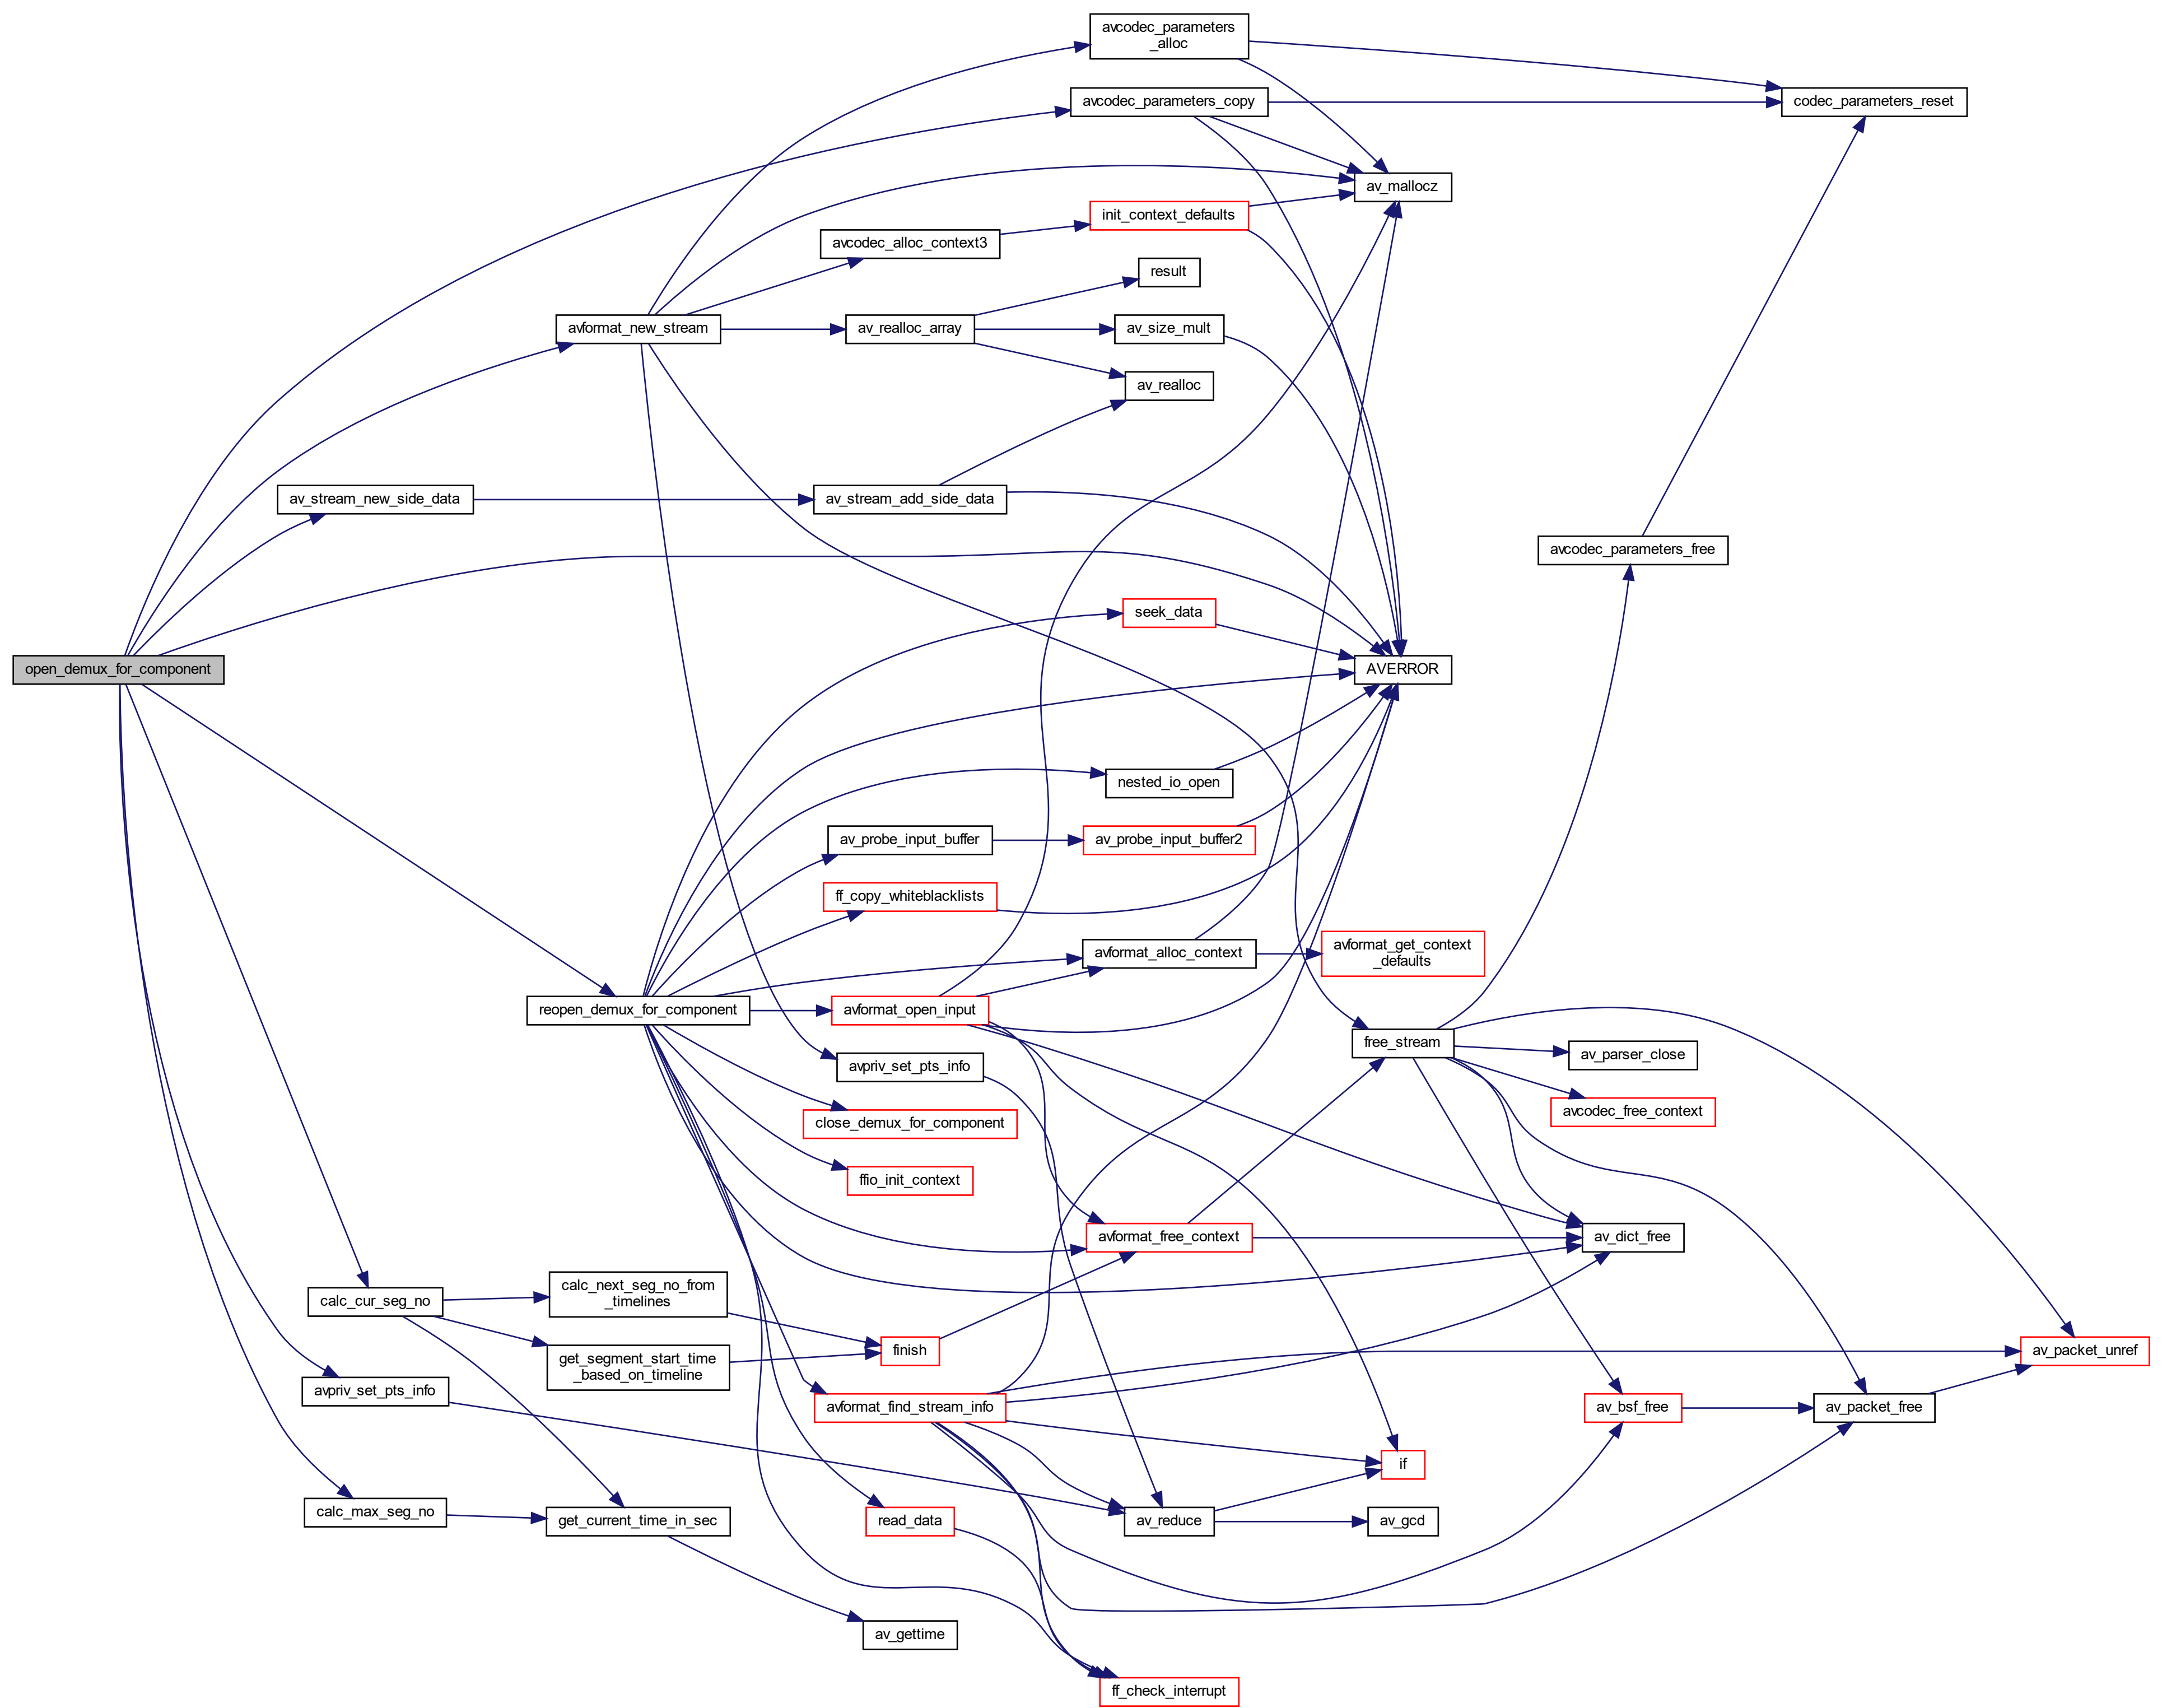 avcodec_parameters
_alloc
avcodec_parameters_copy
codec_parameters_reset
av_mallocz
init_context_defaults
avcodec_alloc_context3
result
avformat_new_stream
av_realloc_array
av_size_mult
av_realloc
av_stream_new_side_data
av_stream_add_side_data
avcodec_parameters_free
seek_data
open_demux_for_component
AVERROR
nested_io_open
av_probe_input_buffer
av_probe_input_buffer2
ff_copy_whiteblacklists
avformat_alloc_context
avformat_get_context
_defaults
reopen_demux_for_component
avformat_open_input
free_stream
av_parser_close
avpriv_set_pts_info
avcodec_free_context
close_demux_for_component
ffio_init_context
avformat_free_context
av_dict_free
calc_cur_seg_no
calc_next_seg_no_from
_timelines
finish
get_segment_start_time
_based_on_timeline
av_packet_unref
avpriv_set_pts_info
avformat_find_stream_info
av_bsf_free
av_packet_free
if
calc_max_seg_no
get_current_time_in_sec
read_data
av_reduce
av_gcd
av_gettime
ff_check_interrupt